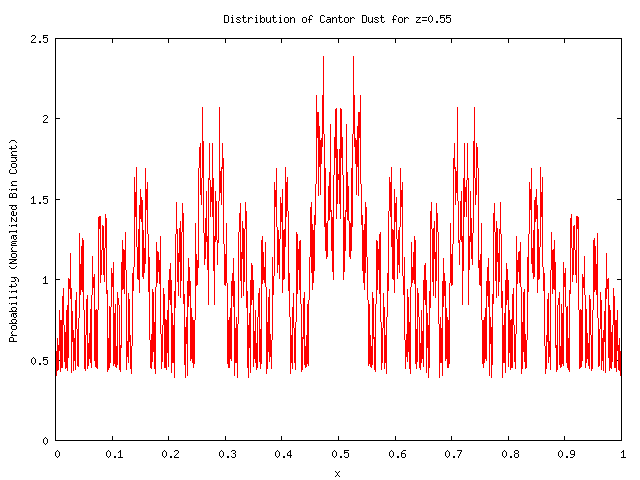 Distribution of Cantor Dust for z=0.55
Probability (Normalized Bin Count)
2.5
2
1.5
1
0.5
0
0 0.1 0.2 0.3 0.4 0.5 0.6 0.7 0.8 0.9 1
x